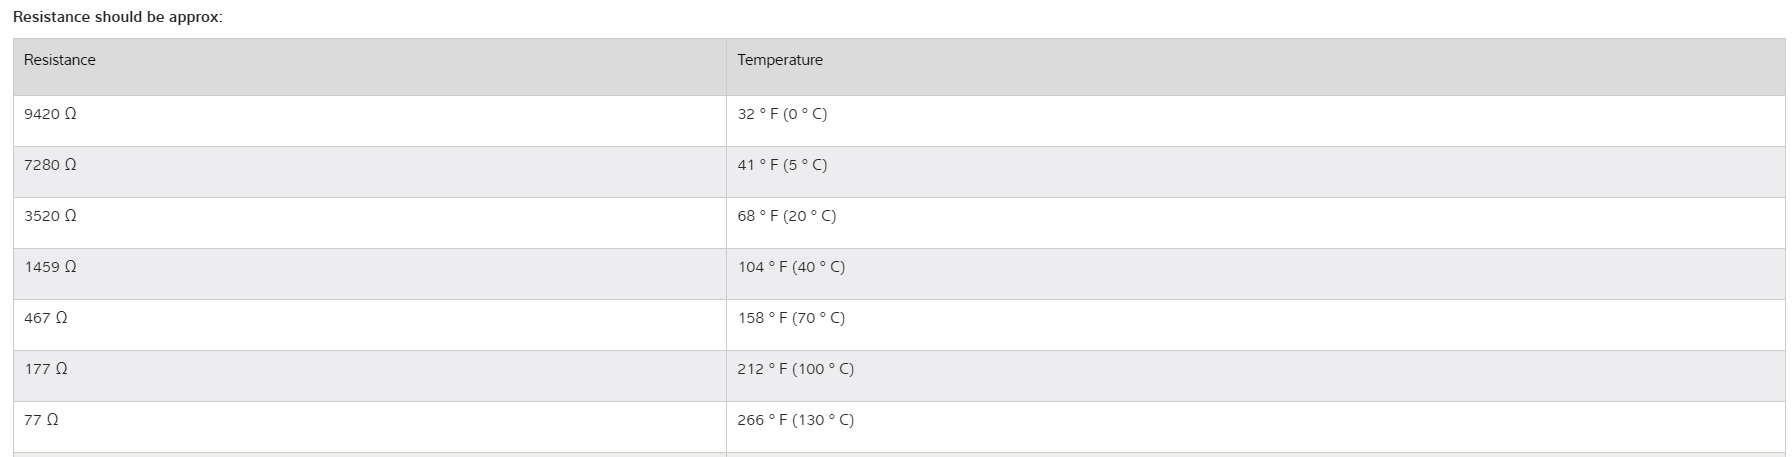 Resistance should be approx:
Resistance Temperature
9420 Ω 32 ° F (0 ° C)
7280 Ω 41 ° F (5 ° C)
3520 Ω 68 ° F (20 ° C)
1459 Ω 104 ° F (40 ° C)
467 Ω 158 ° F (70 ° C)
177 Ω 212 ° F (100 ° C)
77 Ω 266 ° F (130 ° C)